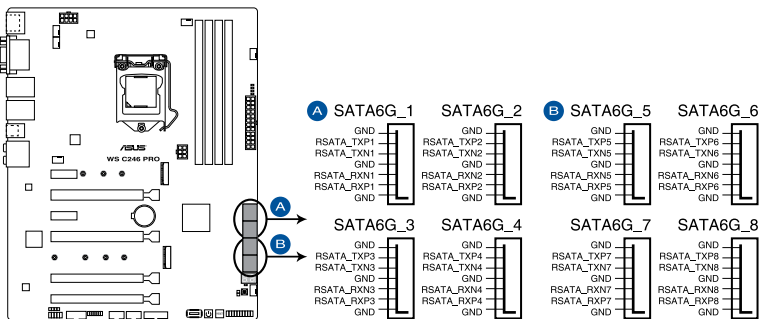 A SATA6G_1
GND
RSATA_TXP1
RSATA_TXN1
GND
RSATA_RXN1
RSATA_RXP1
GND
SATA6G_2
GND
RSATA_TXP2
RSATA_TXN2
GND
RSATA_RXN2
RSATA_RXP2
GND
B SATA6G_5
GND
RSATA_TXP5
RSATA_TXN5
GND
RSATA_RXN5
RSATA_RXP5
GND
SATA6G_6
GND
RSATA_TXP6
RSATA_TXN6
GND
RSATA_RXN6
RSATA_RXP6
GND
ASUS
WS C246 PRO
A
B
SATA6G_3
GND
RSATA_TXP3
RSATA_TXN3
GND
RSATA_RXN3
RSATA_RXP3
GND
SATA6G_4
GND
RSATA_TXP4
RSATA_TXN4
GND
RSATA_RXN4
RSATA_RXP4
GND
SATA6G_7
GND
RSATA_TXP7
RSATA_TXN7
GND
RSATA_RXN7
RSATA_RXP7
GND
SATA6G_8
GND
RSATA_TXP8
RSATA_TXN8
GND
RSATA_RXN8
RSATA_RXP8
GND